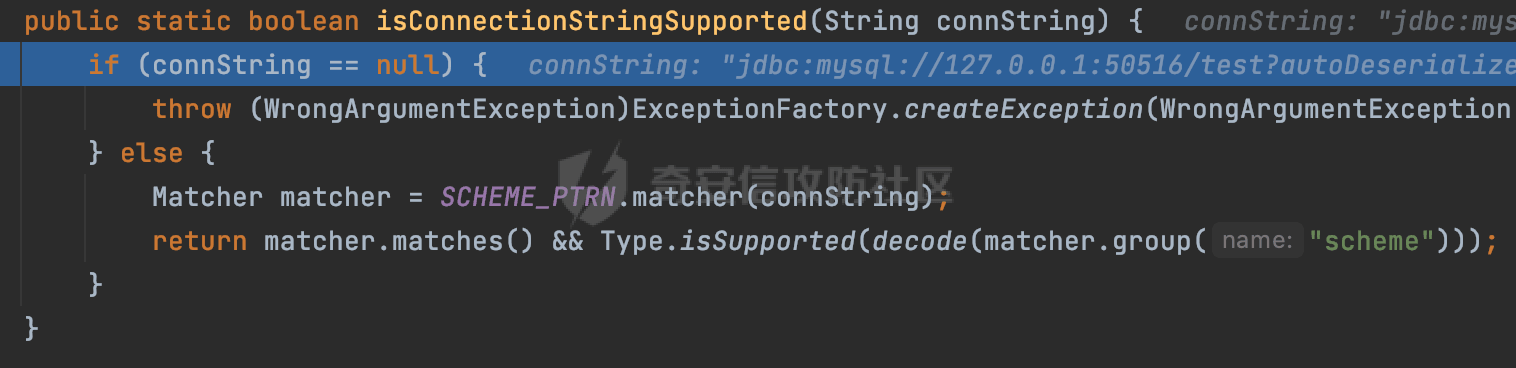 public static boolean isConnectionStringSupported(String connString) {   connString: "jdbc:mys
if (connString == null) {   connString: "jdbc:mysql://127.0.0.1:50516/test?autoDeserialize
throw (WrongArgumentException)ExceptionFactory.createException(WrongArgumentException
} else {
Matcher matcher = SCHEME_PTRN.matcher(connString);
return matcher.matches() && Type.isSupported(decode(matcher.group( name: "scheme")));
}
}
奇安信攻防社区